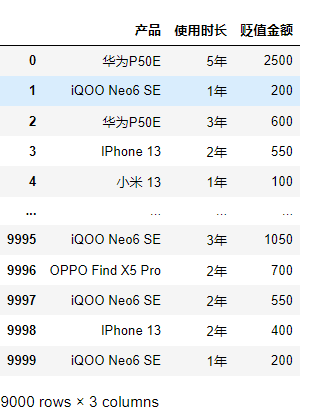 产品 使用时长 贬值金额
0 华为P50E 5年 2500
1 iQOO Neo6 SE 1年 200
2 华为P50E 3年 600
3 IPhone 13 2年 550
4 小米 13 1年 100
... ... ... ...
9995 iQOO Neo6 SE 3年 1050
9996 OPPO Find X5 Pro 2年 700
9997 iQOO Neo6 SE 2年 550
9998 IPhone 13 2年 400
9999 iQOO Neo6 SE 1年 200
9000 rows × 3 columns